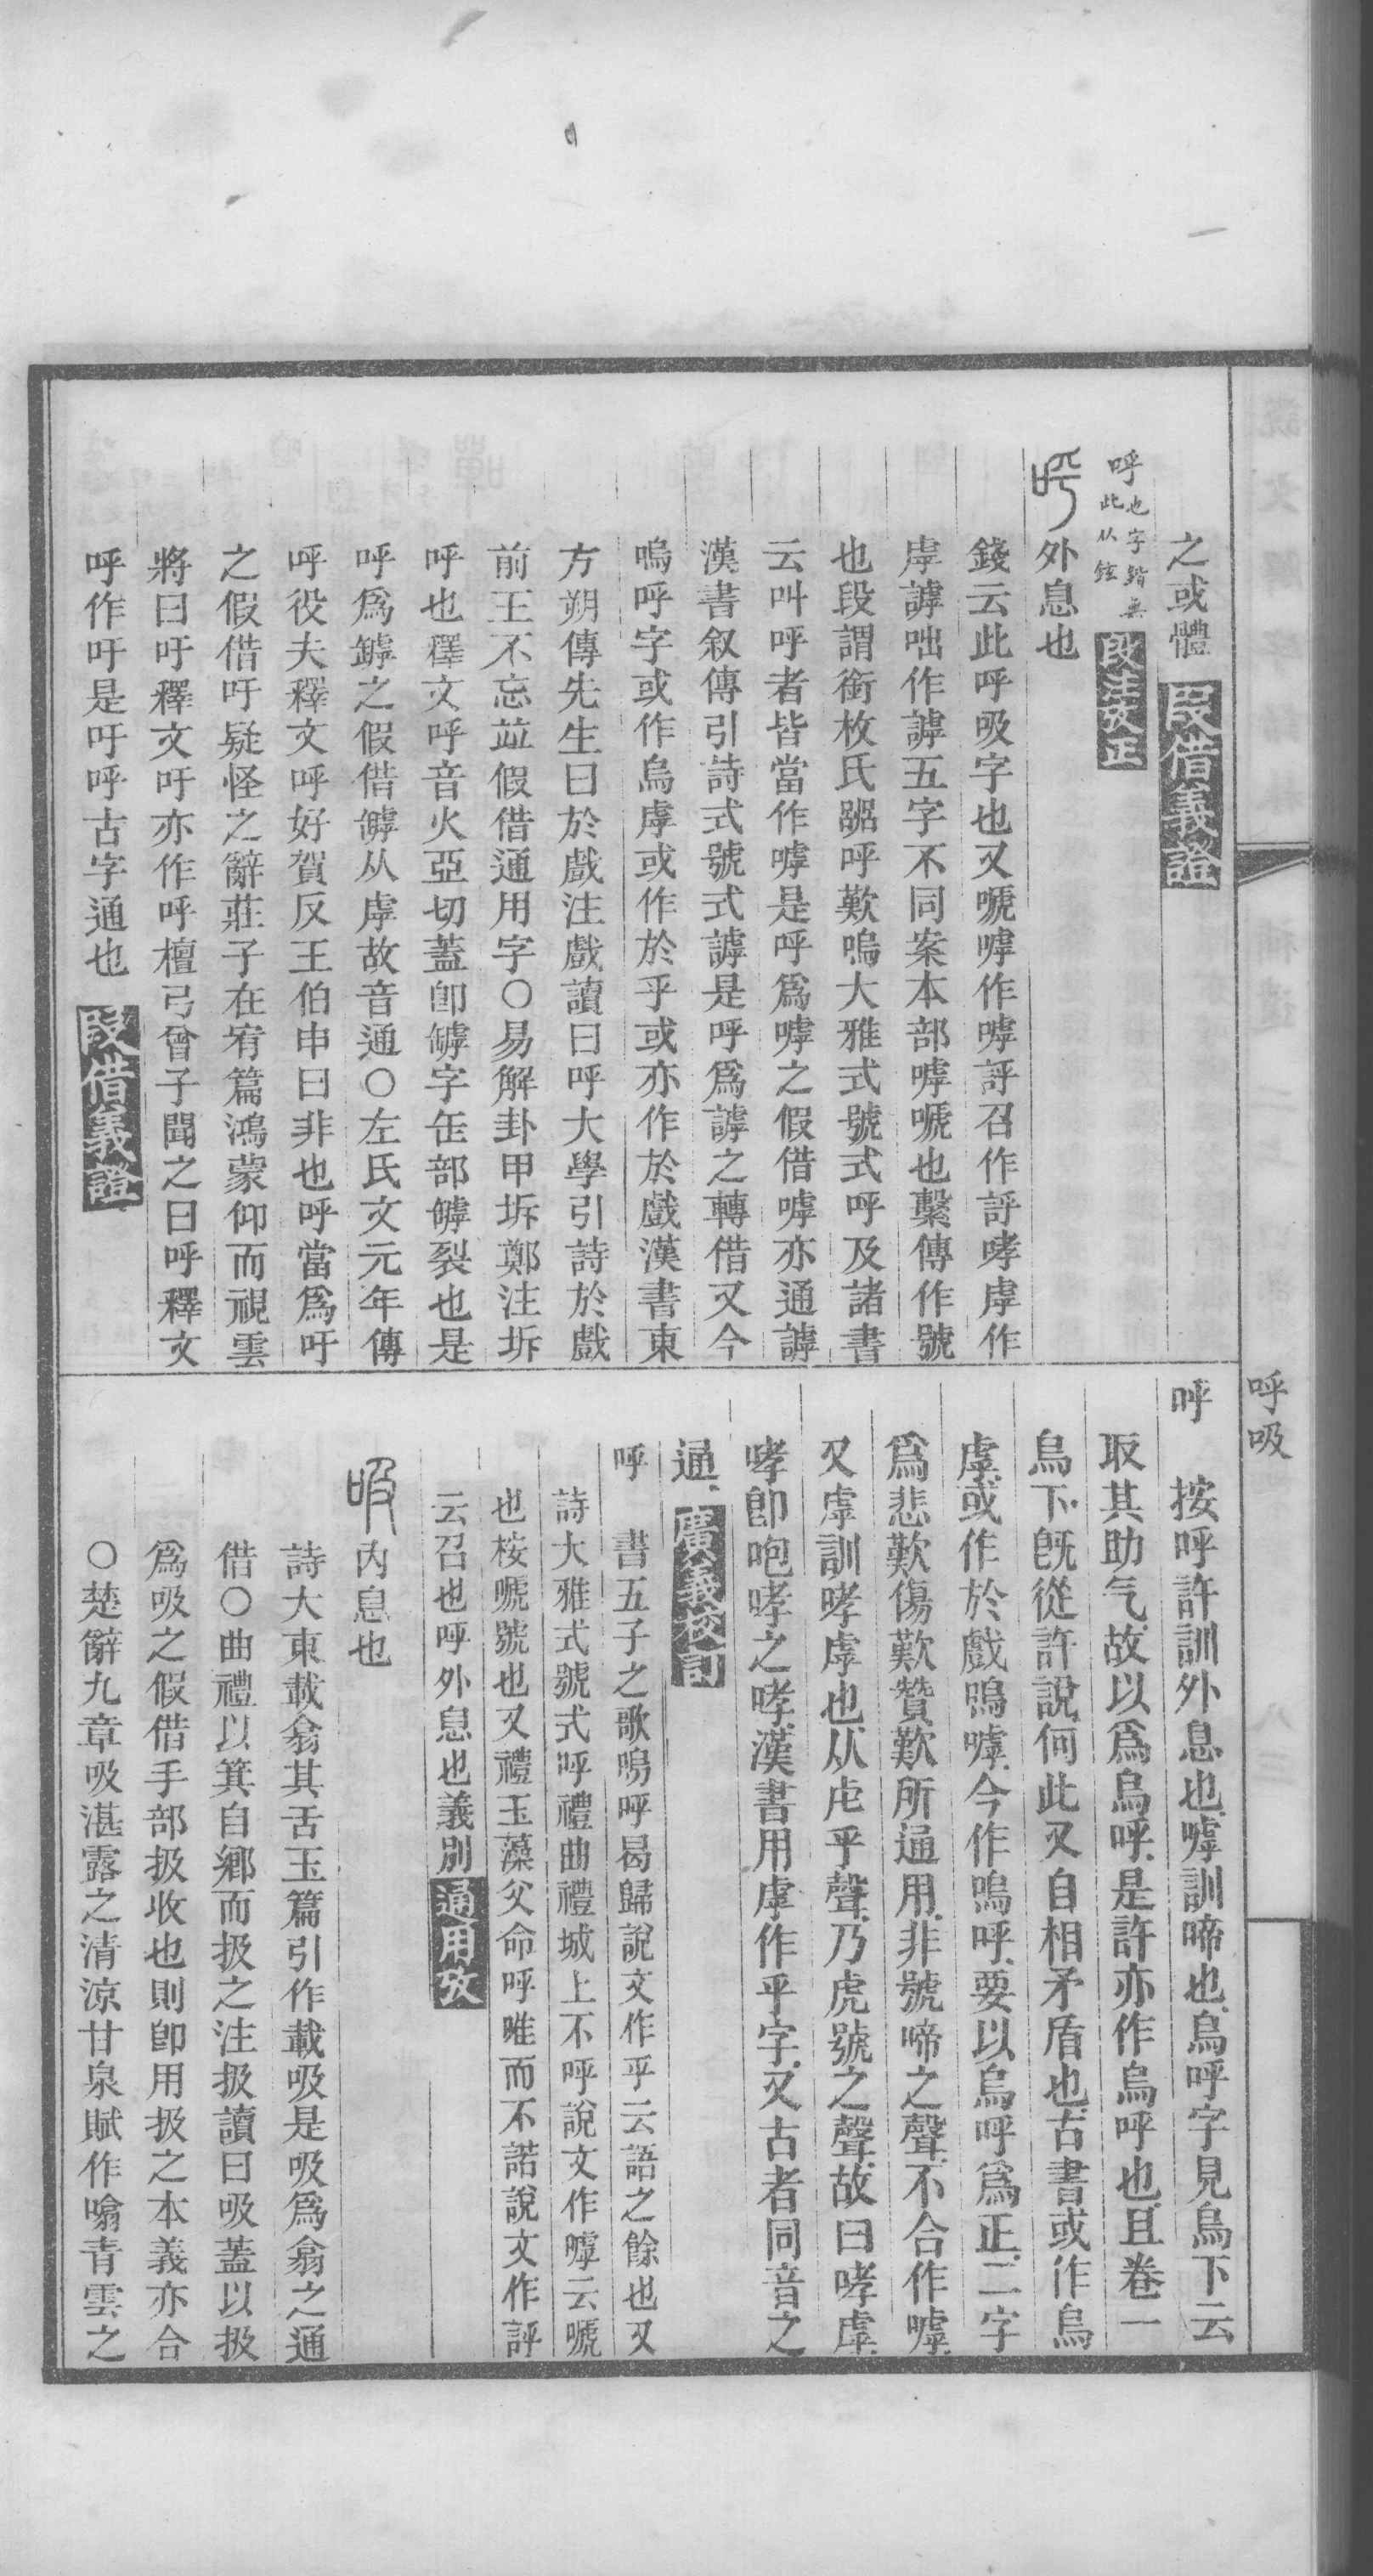 之或體 叚借義證
呼也字鍇無此从鉉 段注攷正
呼外息也
錢云此呼吸字也又嗁嘑作嘑評召作評哮虖作
虖謼咄作謼五字不同案本部嘑嗁也繫傳作號
也段謂銜枚氏嘂呼歎嗚大雅式號式呼及諸書
云叫呼者皆當作嘑是呼爲嘑之假借嘑亦通謼
漢書叙傳引詩式號式謼是呼爲謼之轉借又今
嗚呼字或作烏虖或作於乎或亦作於戲漢書東
方朔傳先生曰於戲注戲讀曰呼大學引詩於戲
前王不忘竝假借通用字〇易解卦甲坼鄭注坼
呼也釋文呼音火亞切蓋卽罅字缶部罅裂也是
呼爲罅之假借罅从虖故音通〇左氏文元年傳
呼役夫釋文呼好賀反王伯申曰非也呼當爲吁
之假借吁疑怪之辭莊子在宥篇鴻蒙仰而視雲
將曰吁釋文吁亦作呼檀弓曾子聞之曰呼釋文
呼作吁是吁呼古字通也 叚借義證
呼吸
八
呼 按呼許訓外息也嘑訓啼也烏呼字見烏下云
取其助气故以爲烏呼是許亦作烏呼也且卷一
烏下旣從許說何此又自相矛盾也古書或作烏
虖或作於戲嗚嘑今作嗚呼要以烏呼爲正二字
爲悲歎傷歎贊歎所通用非號啼之聲不合作嘑
又虖訓哮虖也从虍乎聲乃虎號之聲故曰哮虖
哮卽咆哮之哮漢書用虖作乎字又古者同音之
通 廣義校訂
呼 書五子之歌嗚呼曷歸說文作乎云語之餘也又
詩大雅式號式呼禮曲禮城上不呼說文作嘑云嗁
也桉嗁號也又禮玉藻父命呼唯而不諾說文作評
云召也呼外息也義別 通用攷
吸內息也
詩大東載翕其舌玉篇引作載吸是吸爲翕之通
借〇曲禮以箕自鄉而扱之注扱讀曰吸蓋以扱
爲吸之假借手部扱收也則卽用扱之本義亦合
〇楚辭九章吸湛露之清涼甘泉賦作噏青雲之